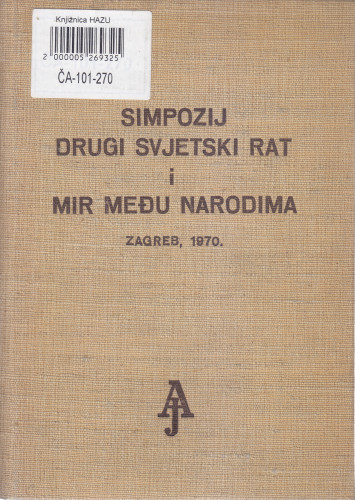 Knjižnica HAZU
2 000005 269325
ČA-101-270
SIMPOZIJ
DRUGI SVJETSKI RAT
i
MIR MEĐU NARODIMA
ZAGREB, 1970.
AJ